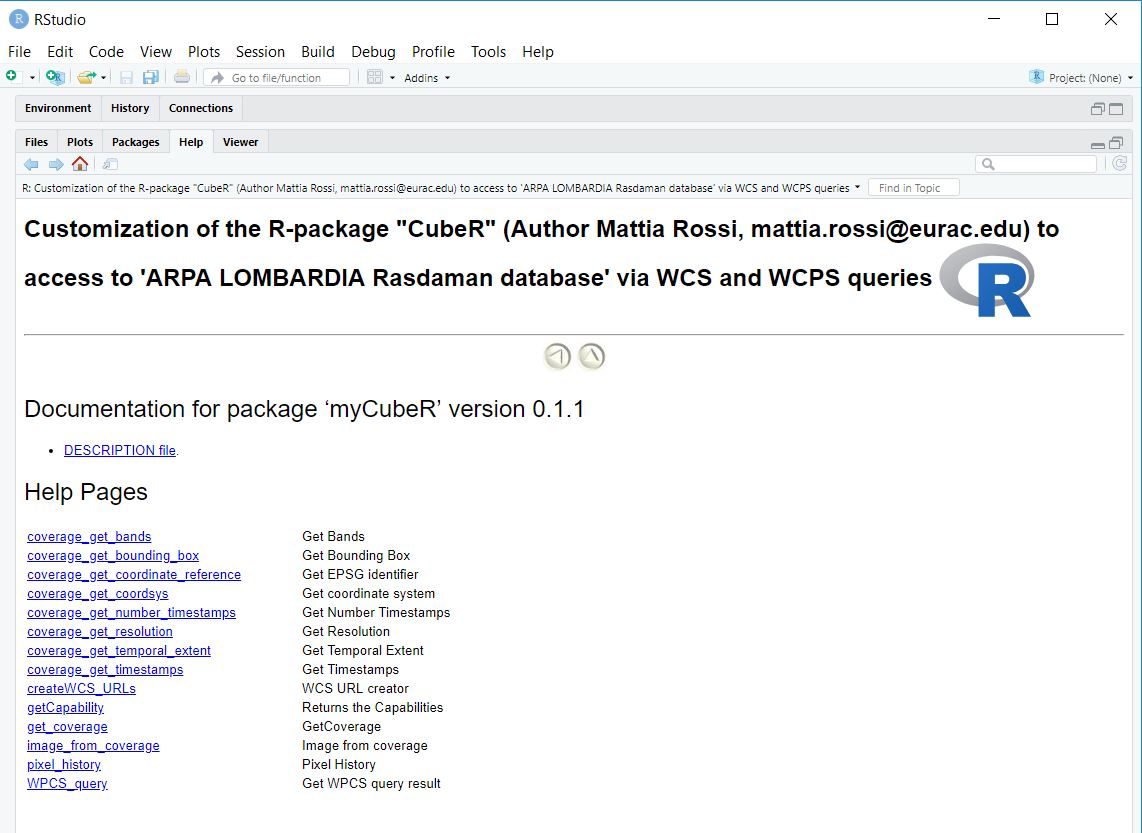 RStudio
File Edit Code View Plots Session Build Debug Profile Tools Help
Go to file/function Addins Project: (None)
Environment History Connections
Files Plots Packages Help Viewer
R: Customization of the R-package "CubeR" (Author Mattia Rossi, mattia.rossi@eurac.edu) to access to 'ARPA LOMBARDIA Rasdaman database' via WCS and WCPS queries Find in Topic
Customization of the R-package "CubeR" (Author Mattia Rossi, mattia.rossi@eurac.edu) to
access to 'ARPA LOMBARDIA Rasdaman database' via WCS and WCPS queries R
Documentation for package ‘myCubeR’ version 0.1.1
• DESCRIPTION file.
Help Pages
coverage_get_bands Get Bands
coverage_get_bounding_box Get Bounding Box
coverage_get_coordinate_reference Get EPSG identifier
coverage_get_coordsys Get coordinate system
coverage_get_number_timestamps Get Number Timestamps
coverage_get_resolution Get Resolution
coverage_get_temporal_extent Get Temporal Extent
coverage_get_timestamps Get Timestamps
createWCS_URLs WCS URL creator
getCapability Returns the Capabilities
get_coverage GetCoverage
image_from_coverage Image from coverage
pixel_history Pixel History
WPCS_query Get WPCS query result